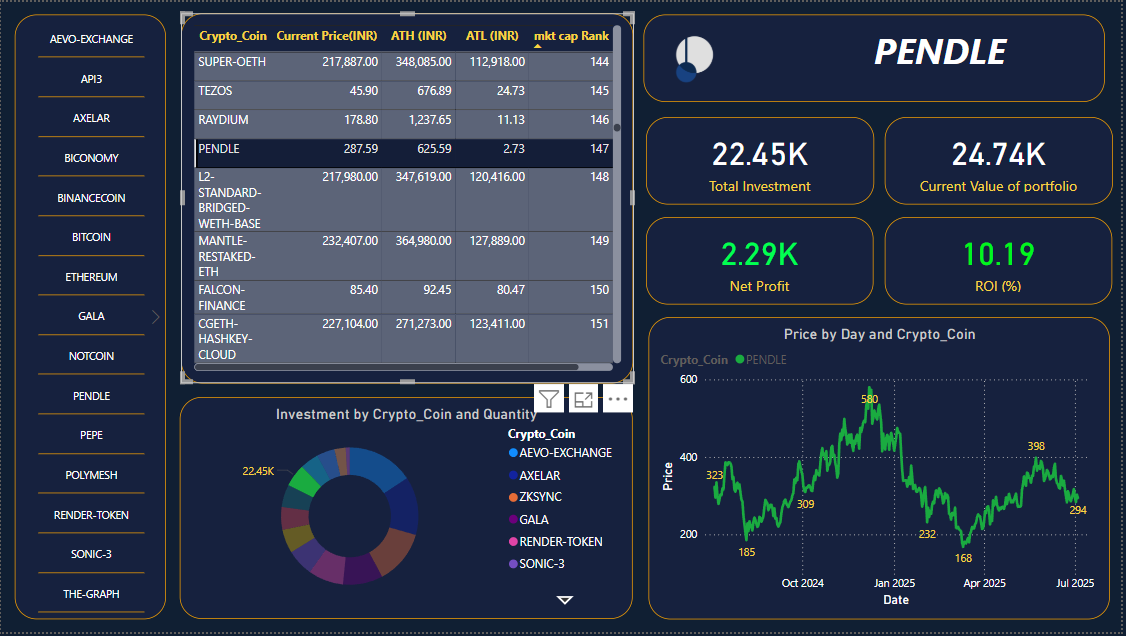 AEVO-EXCHANGE
API3
AXELAR
BICONOMY
BINANCECOIN
BITCOIN
ETHEREUM
GALA
NOTCOIN
PENDLE
PEPE
POLYMESH
RENDER-TOKEN
SONIC-3
THE-GRAPH
Crypto_Coin Current Price(INR) ATH (INR) ATL (INR) mkt cap Rank
SUPER-OETH 217,887.00 348,085.00 112,918.00 144
TEZOS 45.90 676.89 24.73 145
RAYDIUM 178.80 1,237.65 11.13 146
PENDLE 287.59 625.59 2.73 147
L2- 217,980.00 347,619.00 120,416.00 148
STANDARD-
BRIDGED-
WETH-BASE
MANTLE- 232,407.00 364,980.00 127,889.00 149
RESTAKED-
ETH
FALCON- 85.40 92.45 80.47 150
FINANCE
CGETH- 227,104.00 271,273.00 123,411.00 151
HASHKEY-
CLOUD
Investment by Crypto_Coin and Quantity
22.45K
Crypto_Coin
AEVO-EXCHANGE
AXELAR
ZKSYNC
GALA
RENDER-TOKEN
SONIC-3
PENDLE
22.45K
Total Investment
24.74K
Current Value of portfolio
2.29K
Net Profit
10.19
ROI (%)
Price by Day and Crypto_Coin
Crypto_Coin PENDLE
600
400
200
Price
323
185
309
580
232
168
398
294
Oct 2024 Jan 2025 Apr 2025 Jul 2025
Date